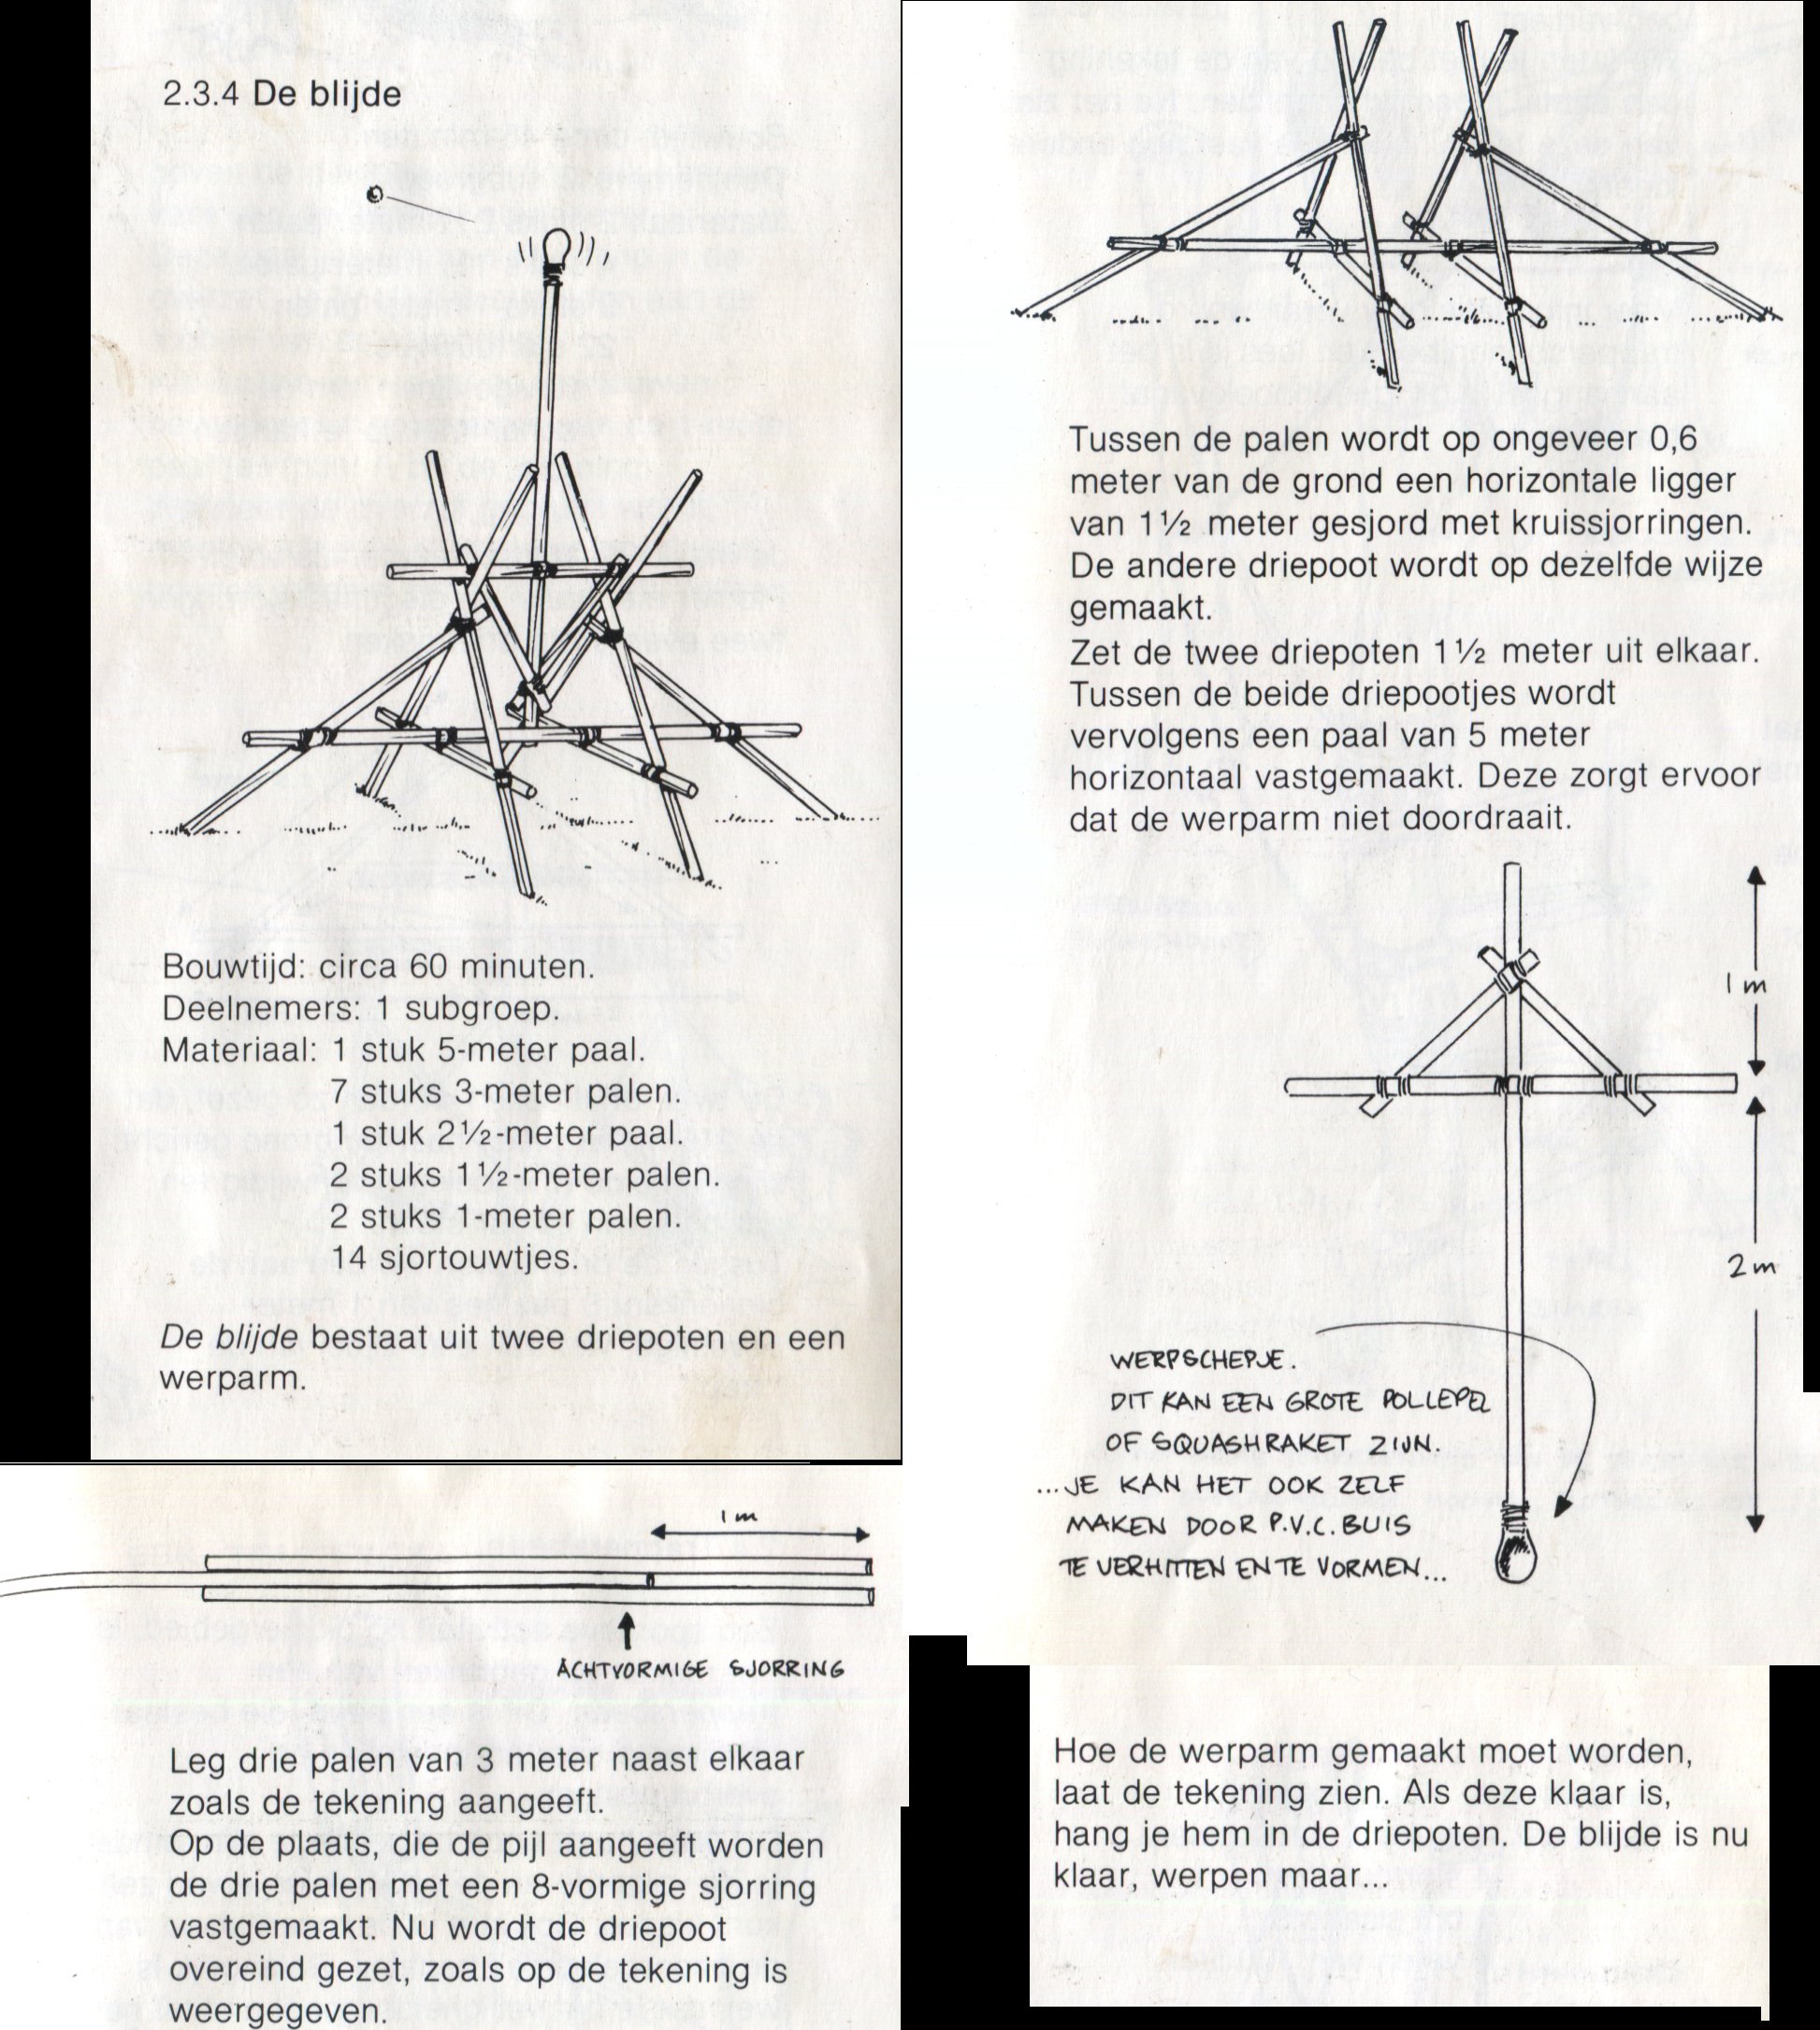 2.3.4 De blijde
Bouwtijd: circa 60 minuten.
Deelnemers: 1 subgroep.
Materiaal: 1 stuk 5-meter paal.
7 stuks 3-meter palen.
1 stuk 2½-meter paal.
2 stuks 1½-meter palen.
2 stuks 1-meter palen.
14 sjortouwtjes.
De blijde bestaat uit twee driepoten en een
werparm.
1 m
ACHTVORMIGE SJORRING
Leg drie palen van 3 meter naast elkaar
zoals de tekening aangeeft.
Op de plaats, die de pijl aangeeft worden
de drie palen met een 8-vormige sjorring
vastgemaakt. Nu wordt de driepoot
overeind gezet, zoals op de tekening is
weergegeven.
Tussen de palen wordt op ongeveer 0,6
meter van de grond een horizontale ligger
van 1½ meter gesjord met kruissjorringen.
De andere driepoot wordt op dezelfde wijze
gemaakt.
Zet de twee driepoten 1½ meter uit elkaar.
Tussen de beide driepootjes wordt
vervolgens een paal van 5 meter
horizontaal vastgemaakt. Deze zorgt ervoor
dat de werparm niet doordraait.
1 m
2 m
WERPSCHEPJE.
DIT KAN EEN GROTE POLLEPEL
OF SQUASHRAKET ZIJN.
...JE KAN HET OOK ZELF
MAKEN DOOR P.V.C. BUIS
TE VERHITTEN EN TE VORMEN...
Hoe de werparm gemaakt moet worden,
laat de tekening zien. Als deze klaar is,
hang je hem in de driepoten. De blijde is nu
klaar, werpen maar...